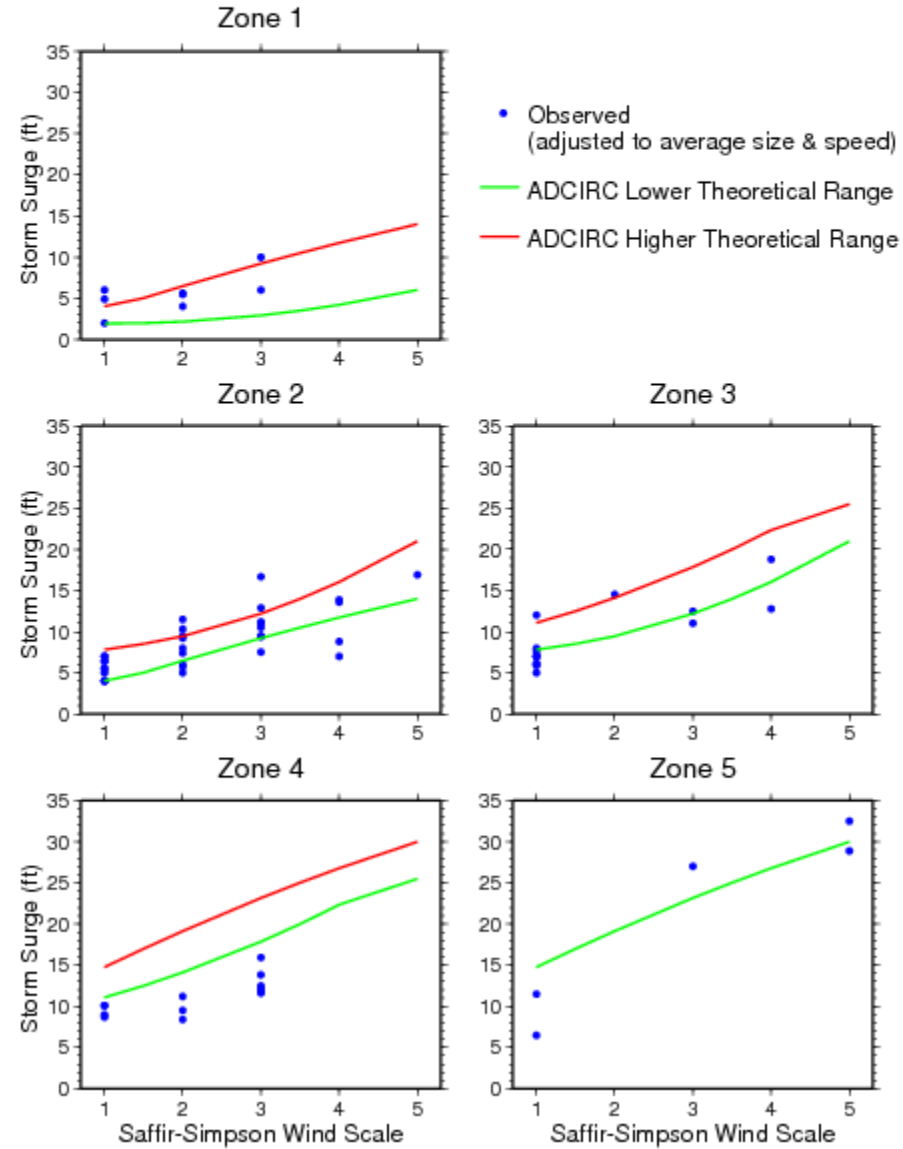 Zone 1
35
30
25
20
15
10
5
0
Storm Surge (ft)
1 2 3 4 5
Observed
(adjusted to average size & speed)
ADCIRC Lower Theoretical Range
ADCIRC Higher Theoretical Range
Zone 2
35
30
25
20
15
10
5
0
Storm Surge (ft)
1 2 3 4 5
Zone 3
35
30
25
20
15
10
5
0
1 2 3 4 5
Zone 4
35
30
25
20
15
10
5
0
Storm Surge (ft)
1 2 3 4 5
Saffir-Simpson Wind Scale
Zone 5
35
30
25
20
15
10
5
0
1 2 3 4 5
Saffir-Simpson Wind Scale